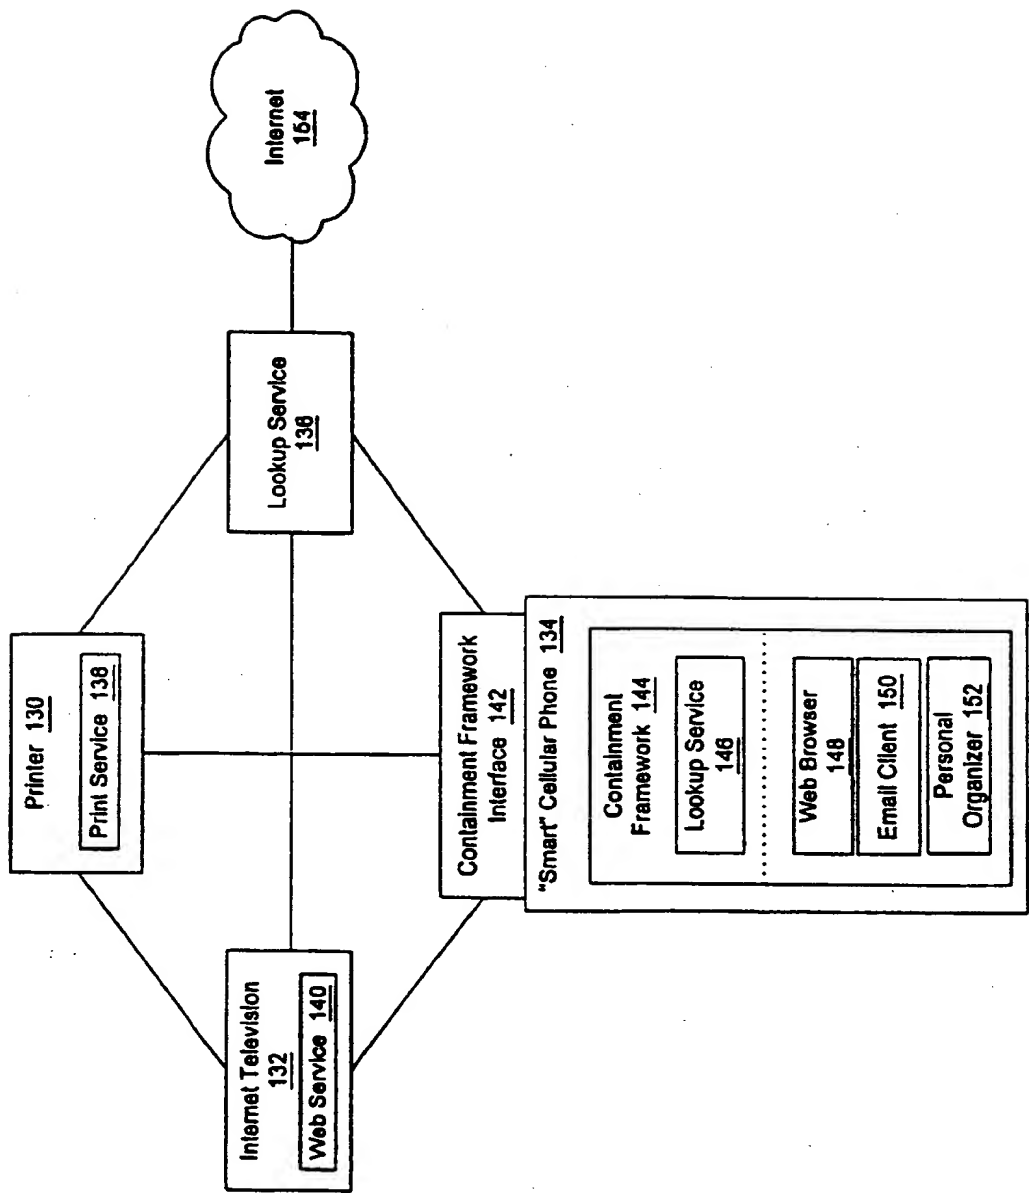 Printer 130
Print Service 138
Internet Television
132
Web Service 140
Lookup Service
136
Internet
154
Containment Framework
Interface 142
"Smart" Cellular Phone 134
Containment
Framework 144
Lookup Service
146
Web Browser
148
Email Client 150
Personal
Organizer 152